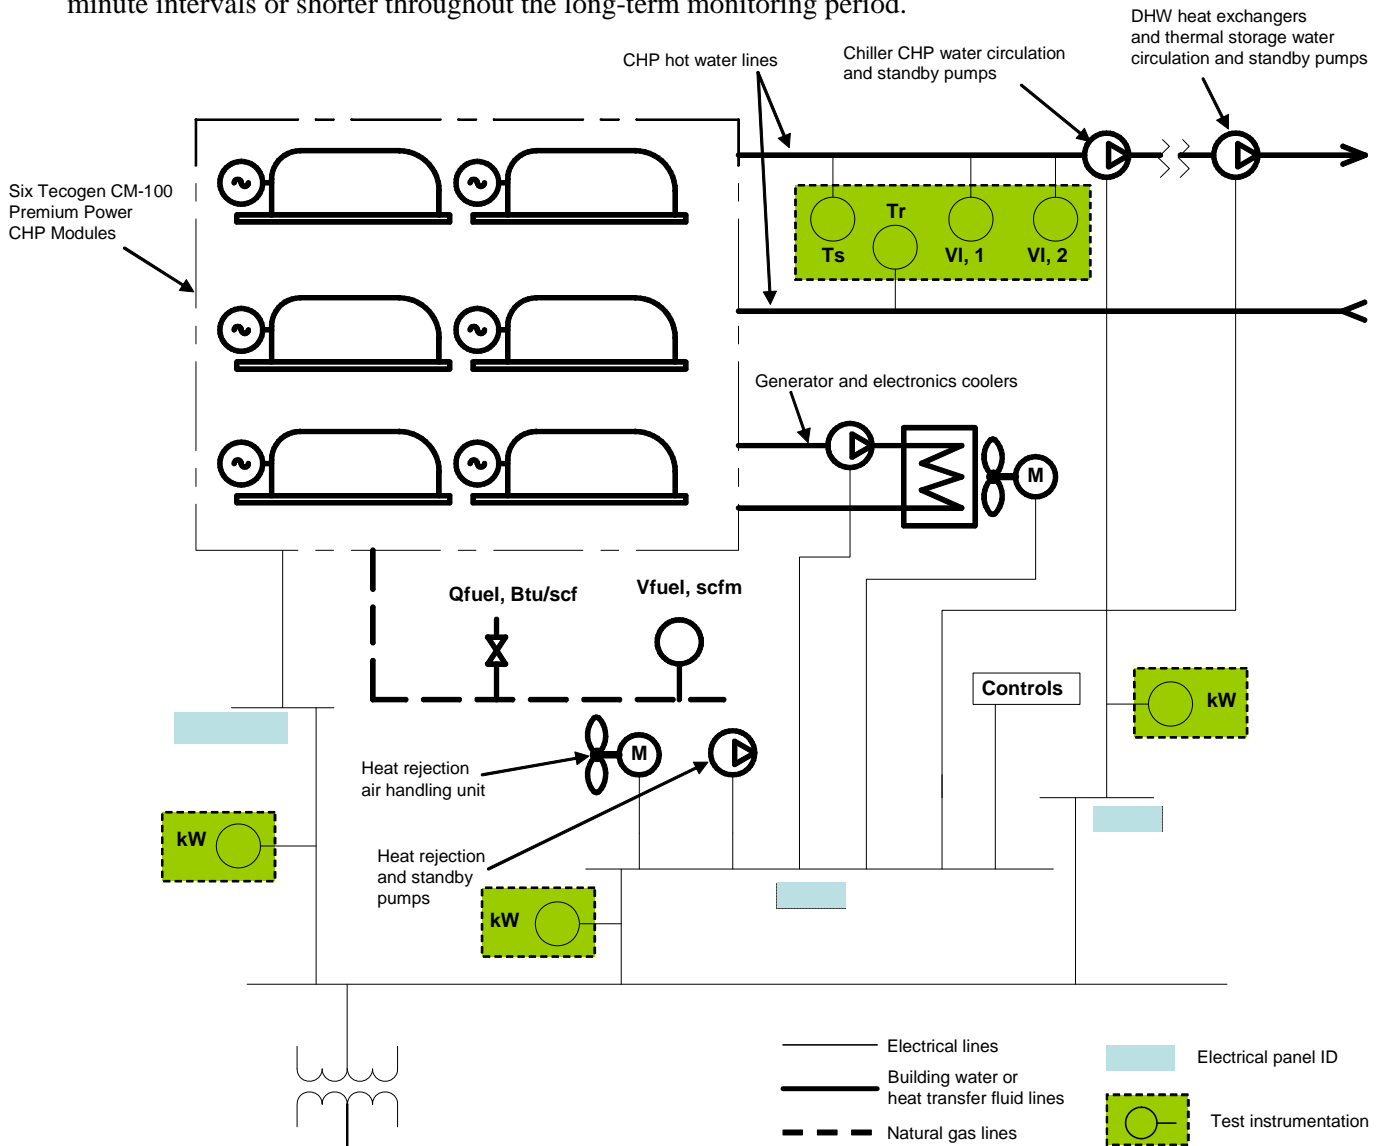 minute intervals or shorter throughout the long-term monitoring period.
DHW heat exchangers
and thermal storage water
circulation and standby pumps
Chiller CHP water circulation
and standby pumps
CHP hot water lines
Six Tecogen CM-100
Premium Power
CHP Modules
Tr
Ts
VI, 1
VI, 2
Generator and electronics coolers
M
Qfuel, Btu/scf
Vfuel, scfm
Controls
kW
M
Heat rejection
air handling unit
kW
Heat rejection
and standby
pumps
kW
Electrical lines
Building water or
heat transfer fluid lines
Natural gas lines
Electrical panel ID
Test instrumentation